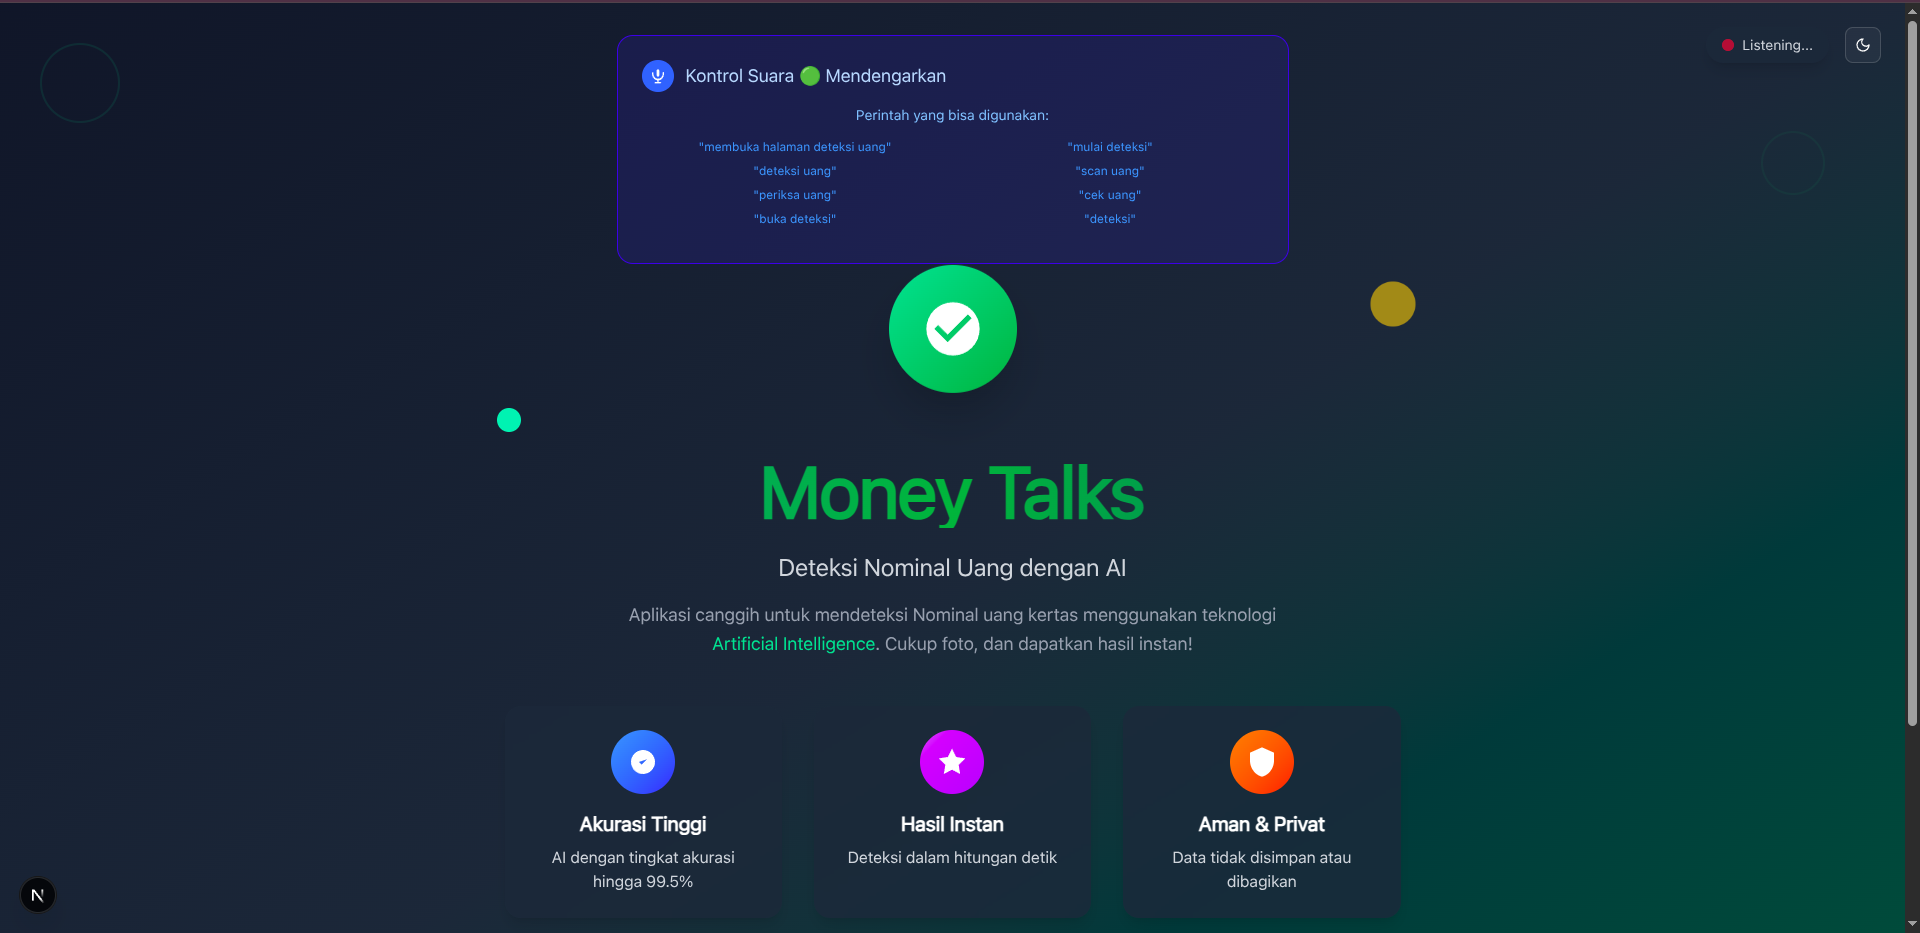 Listening...
Kontrol Suara 🟢 Mendengarkan
Perintah yang bisa digunakan:
"membuka halaman deteksi uang"
"mulai deteksi"
"deteksi uang"
"scan uang"
"periksa uang"
"cek uang"
"buka deteksi"
"deteksi"
Money Talks
Deteksi Nominal Uang dengan AI
Aplikasi canggih untuk mendeteksi Nominal uang kertas menggunakan teknologi
Artificial Intelligence. Cukup foto, dan dapatkan hasil instan!
Akurasi Tinggi
AI dengan tingkat akurasi
hingga 99.5%
Hasil Instan
Deteksi dalam hitungan detik
Aman & Privat
Data tidak disimpan atau
dibagikan
N